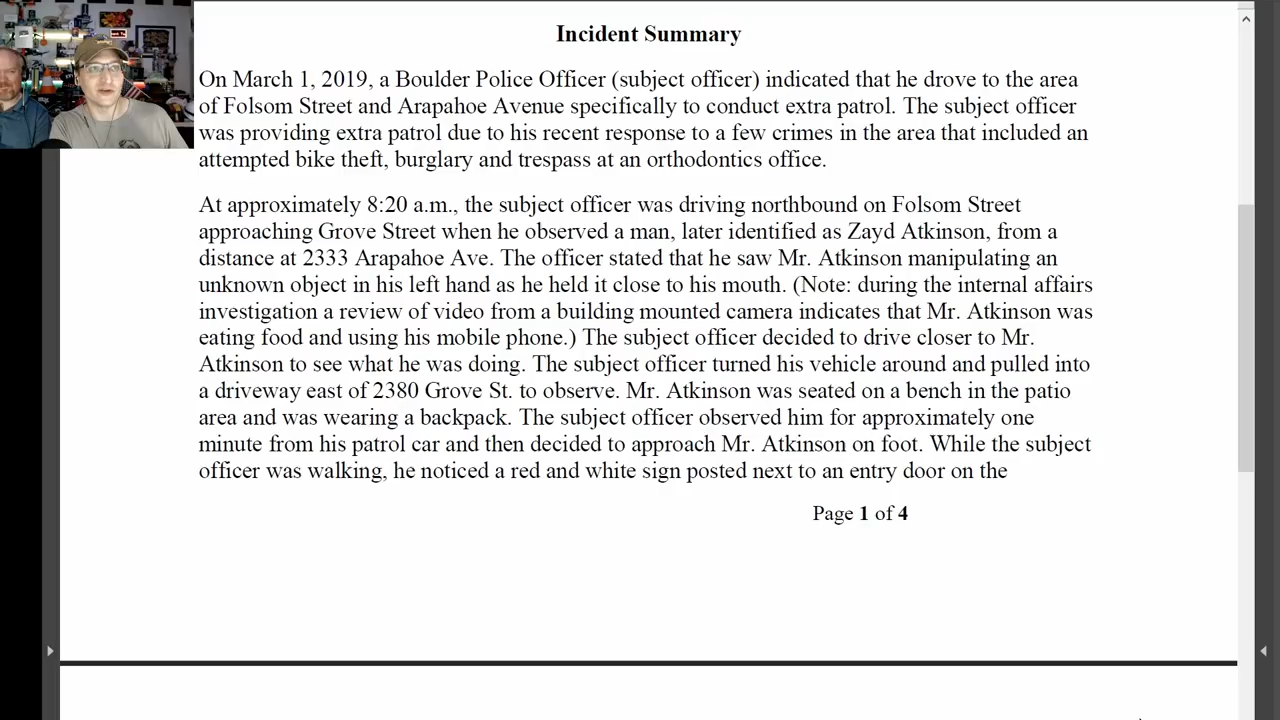 Incident Summary
On March 1, 2019, a Boulder Police Officer (subject officer) indicated that he drove to the area
of Folsom Street and Arapahoe Avenue specifically to conduct extra patrol. The subject officer
was providing extra patrol due to his recent response to a few crimes in the area that included an
attempted bike theft, burglary and trespass at an orthodontics office.
At approximately 8:20 a.m., the subject officer was driving northbound on Folsom Street
approaching Grove Street when he observed a man, later identified as Zayd Atkinson, from a
distance at 2333 Arapahoe Ave. The officer stated that he saw Mr. Atkinson manipulating an
unknown object in his left hand as he held it close to his mouth. (Note: during the internal affairs
investigation a review of video from a building mounted camera indicates that Mr. Atkinson was
eating food and using his mobile phone.) The subject officer decided to drive closer to Mr.
Atkinson to see what he was doing. The subject officer turned his vehicle around and pulled into
a driveway east of 2380 Grove St. to observe. Mr. Atkinson was seated on a bench in the patio
area and was wearing a backpack. The subject officer observed him for approximately one
minute from his patrol car and then decided to approach Mr. Atkinson on foot. While the subject
officer was walking, he noticed a red and white sign posted next to an entry door on the
Page 1 of 4